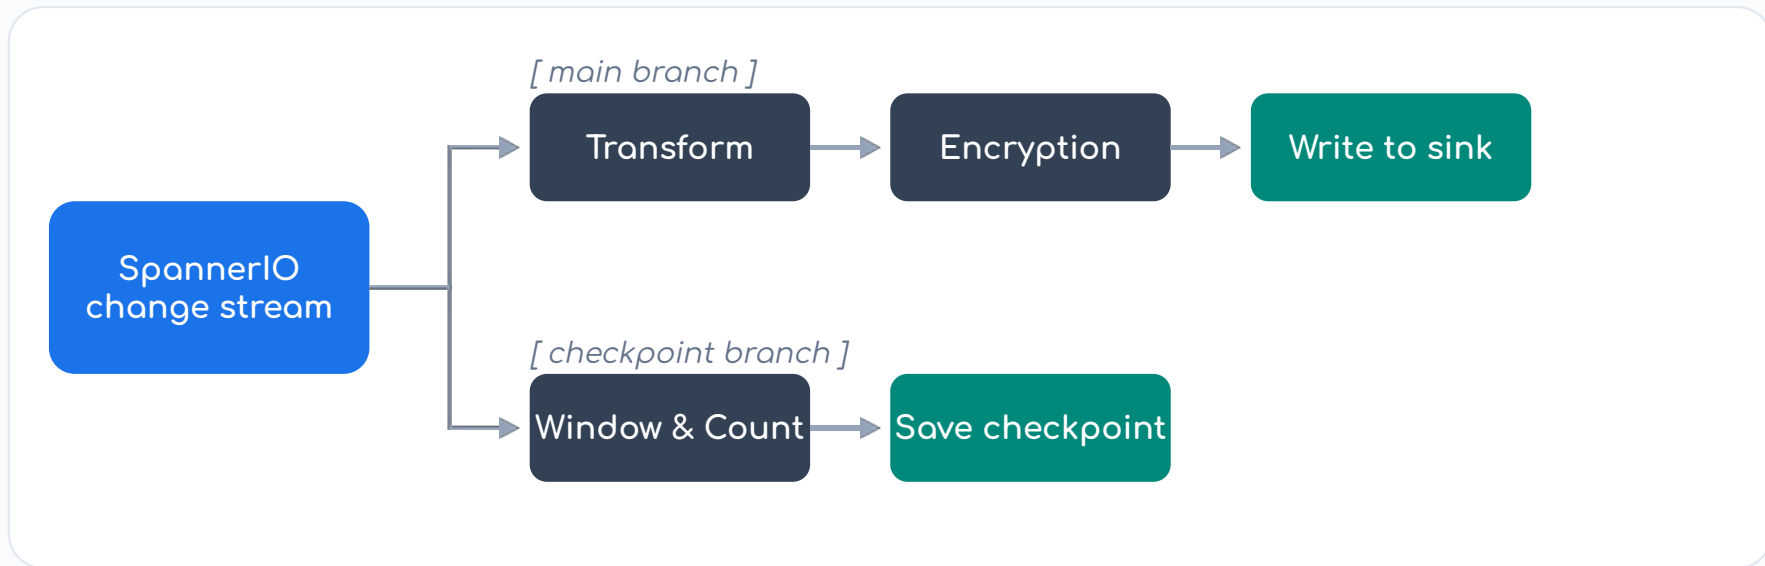 [ main branch ]
Transform
Encryption
Write to sink
SpannerIO
change stream
[ checkpoint branch ]
Window & Count
Save checkpoint